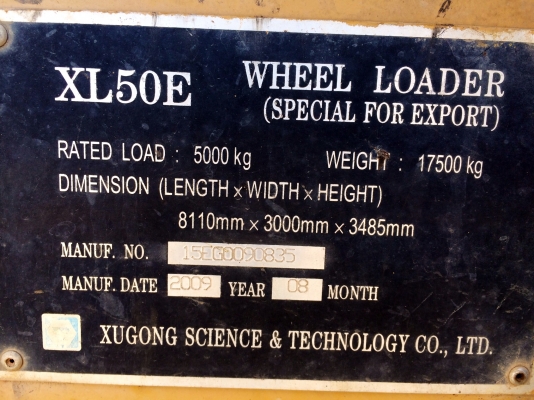 XL50E WHEEL LOADER
(SPECIAL FOR EXPORT)
RATED LOAD : 5000 kg WEIGHT : 17500 kg
DIMENSION (LENGTH x WIDTH x HEIGHT)
8110mm x 3000mm x 3485mm
MANUF. NO. 15EG0090835
MANUF. DATE 2009 YEAR 08 MONTH
XUGONG SCIENCE & TECHNOLOGY CO., LTD.